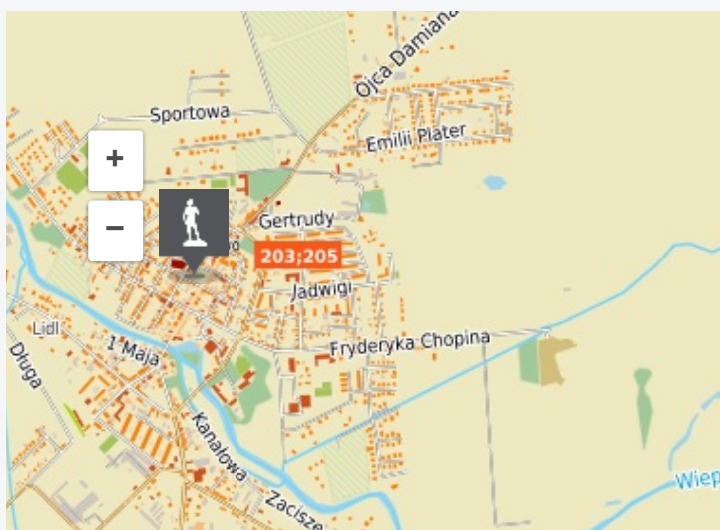 Ojca Damiana
Sportowa
Emilii Plater
+
−
Gertrudy
203;205
Jadwigi
Lidl
1 Maja
Fryderyka Chopina
Długa
Kanałowa
Zacisze
Wiep